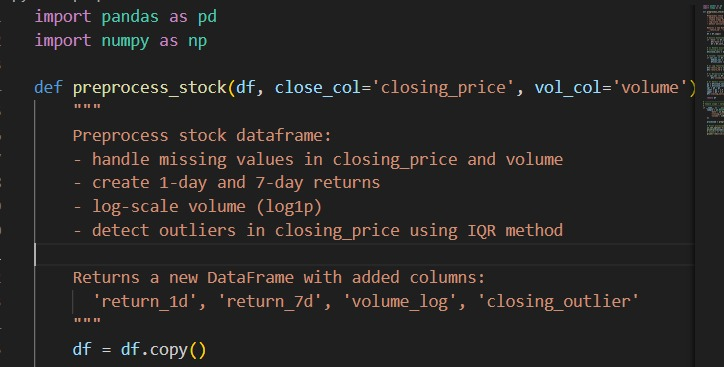 import pandas as pd
import numpy as np
def preprocess_stock(df, close_col='closing_price', vol_col='volume')
"""
Preprocess stock dataframe:
- handle missing values in closing_price and volume
- create 1-day and 7-day returns
- log-scale volume (log1p)
- detect outliers in closing_price using IQR method
Returns a new DataFrame with added columns:
'return_1d', 'return_7d', 'volume_log', 'closing_outlier'
"""
df = df.copy()